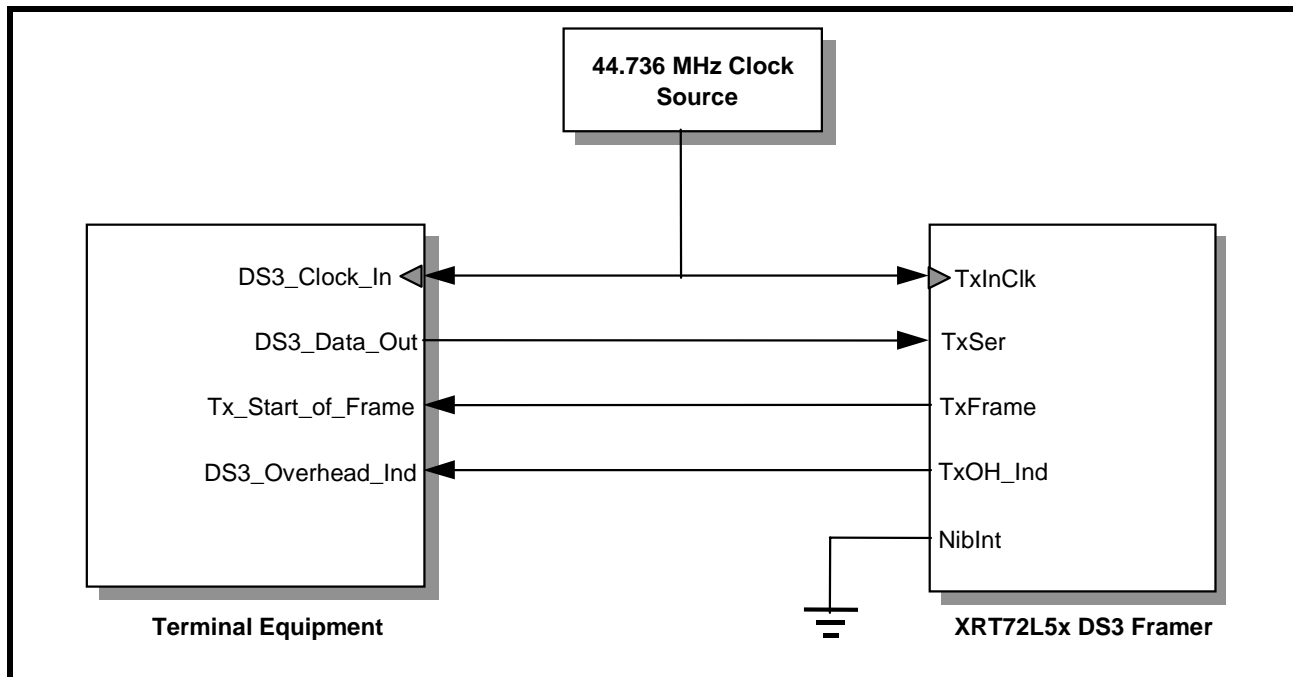 44.736 MHz Clock
Source
DS3_Clock_In
TxInClk
DS3_Data_Out
TxSer
Tx_Start_of_Frame
TxFrame
DS3_Overhead_Ind
TxOH_Ind
NibInt
Terminal Equipment
XRT72L5x DS3 Framer